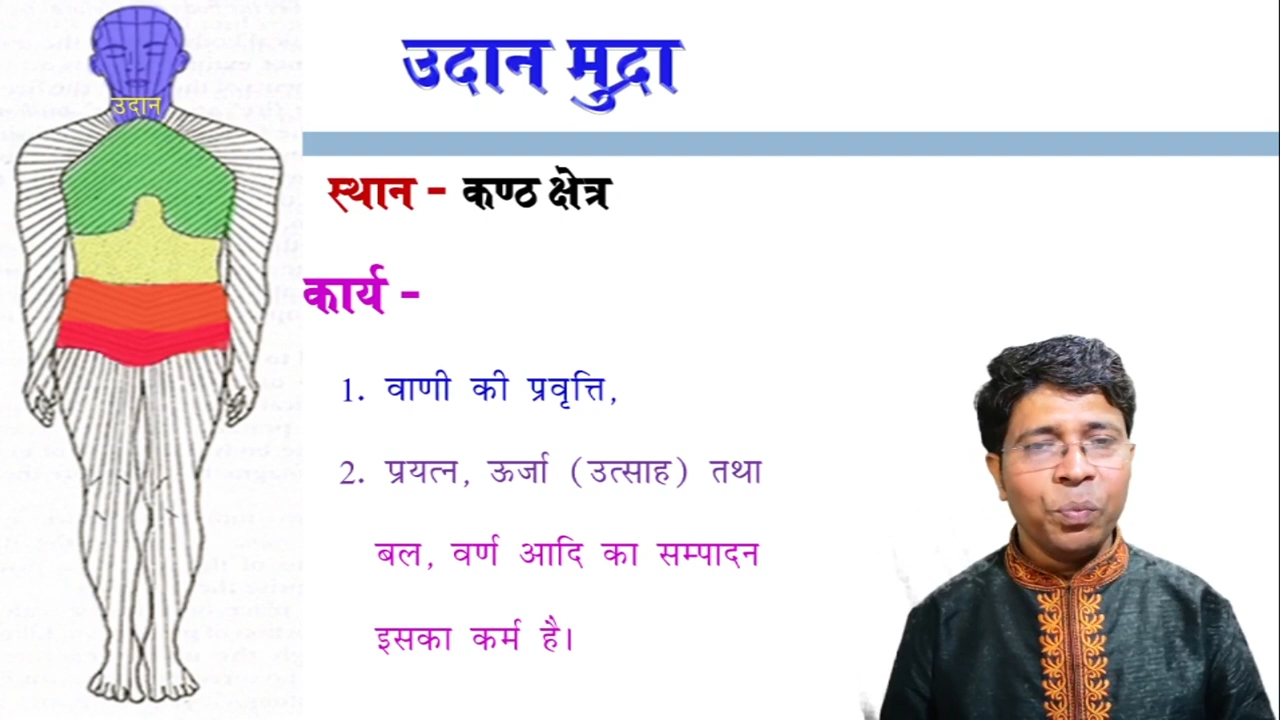 उदान मुद्रा
उदान
स्थान - कण्ठ क्षेत्र
कार्य -
1. वाणी की प्रवृत्ति,
2. प्रयत्न, ऊर्जा (उत्साह) तथा
बल, वर्ण आदि का सम्पादन
इसका कर्म है।